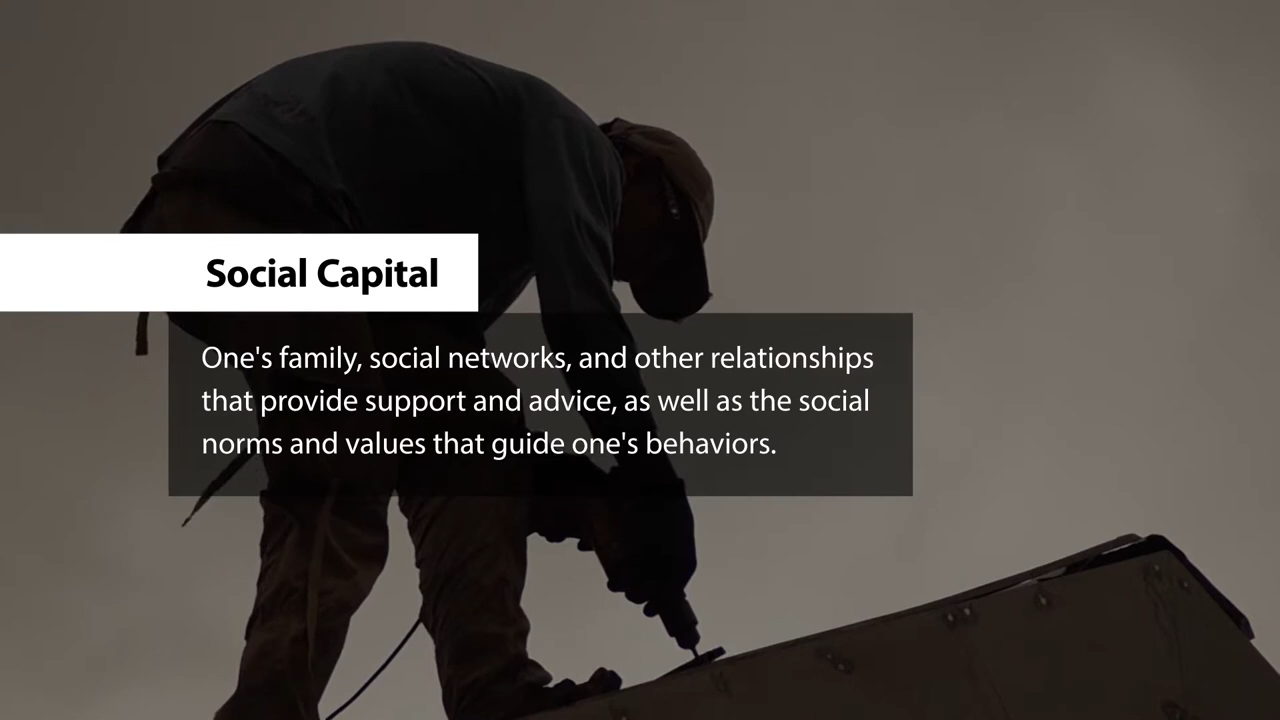 Social Capital
One's family, social networks, and other relationships
that provide support and advice, as well as the social
norms and values that guide one's behaviors.